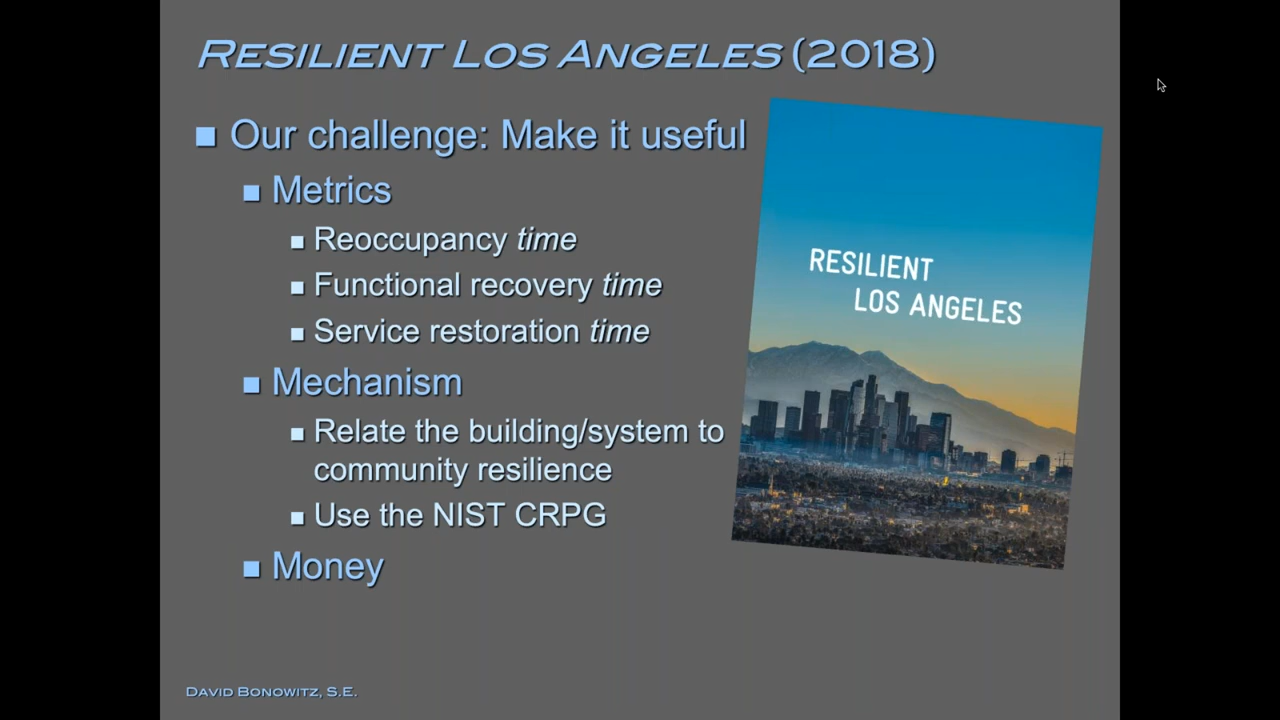 Resilient Los Angeles (2018)
Our challenge: Make it useful
Metrics
Reoccupancy time
Functional recovery time
Service restoration time
Mechanism
Relate the building/system to
community resilience
Use the NIST CRPG
Money
RESILIENT
LOS ANGELES
David Bonowitz, S.E.